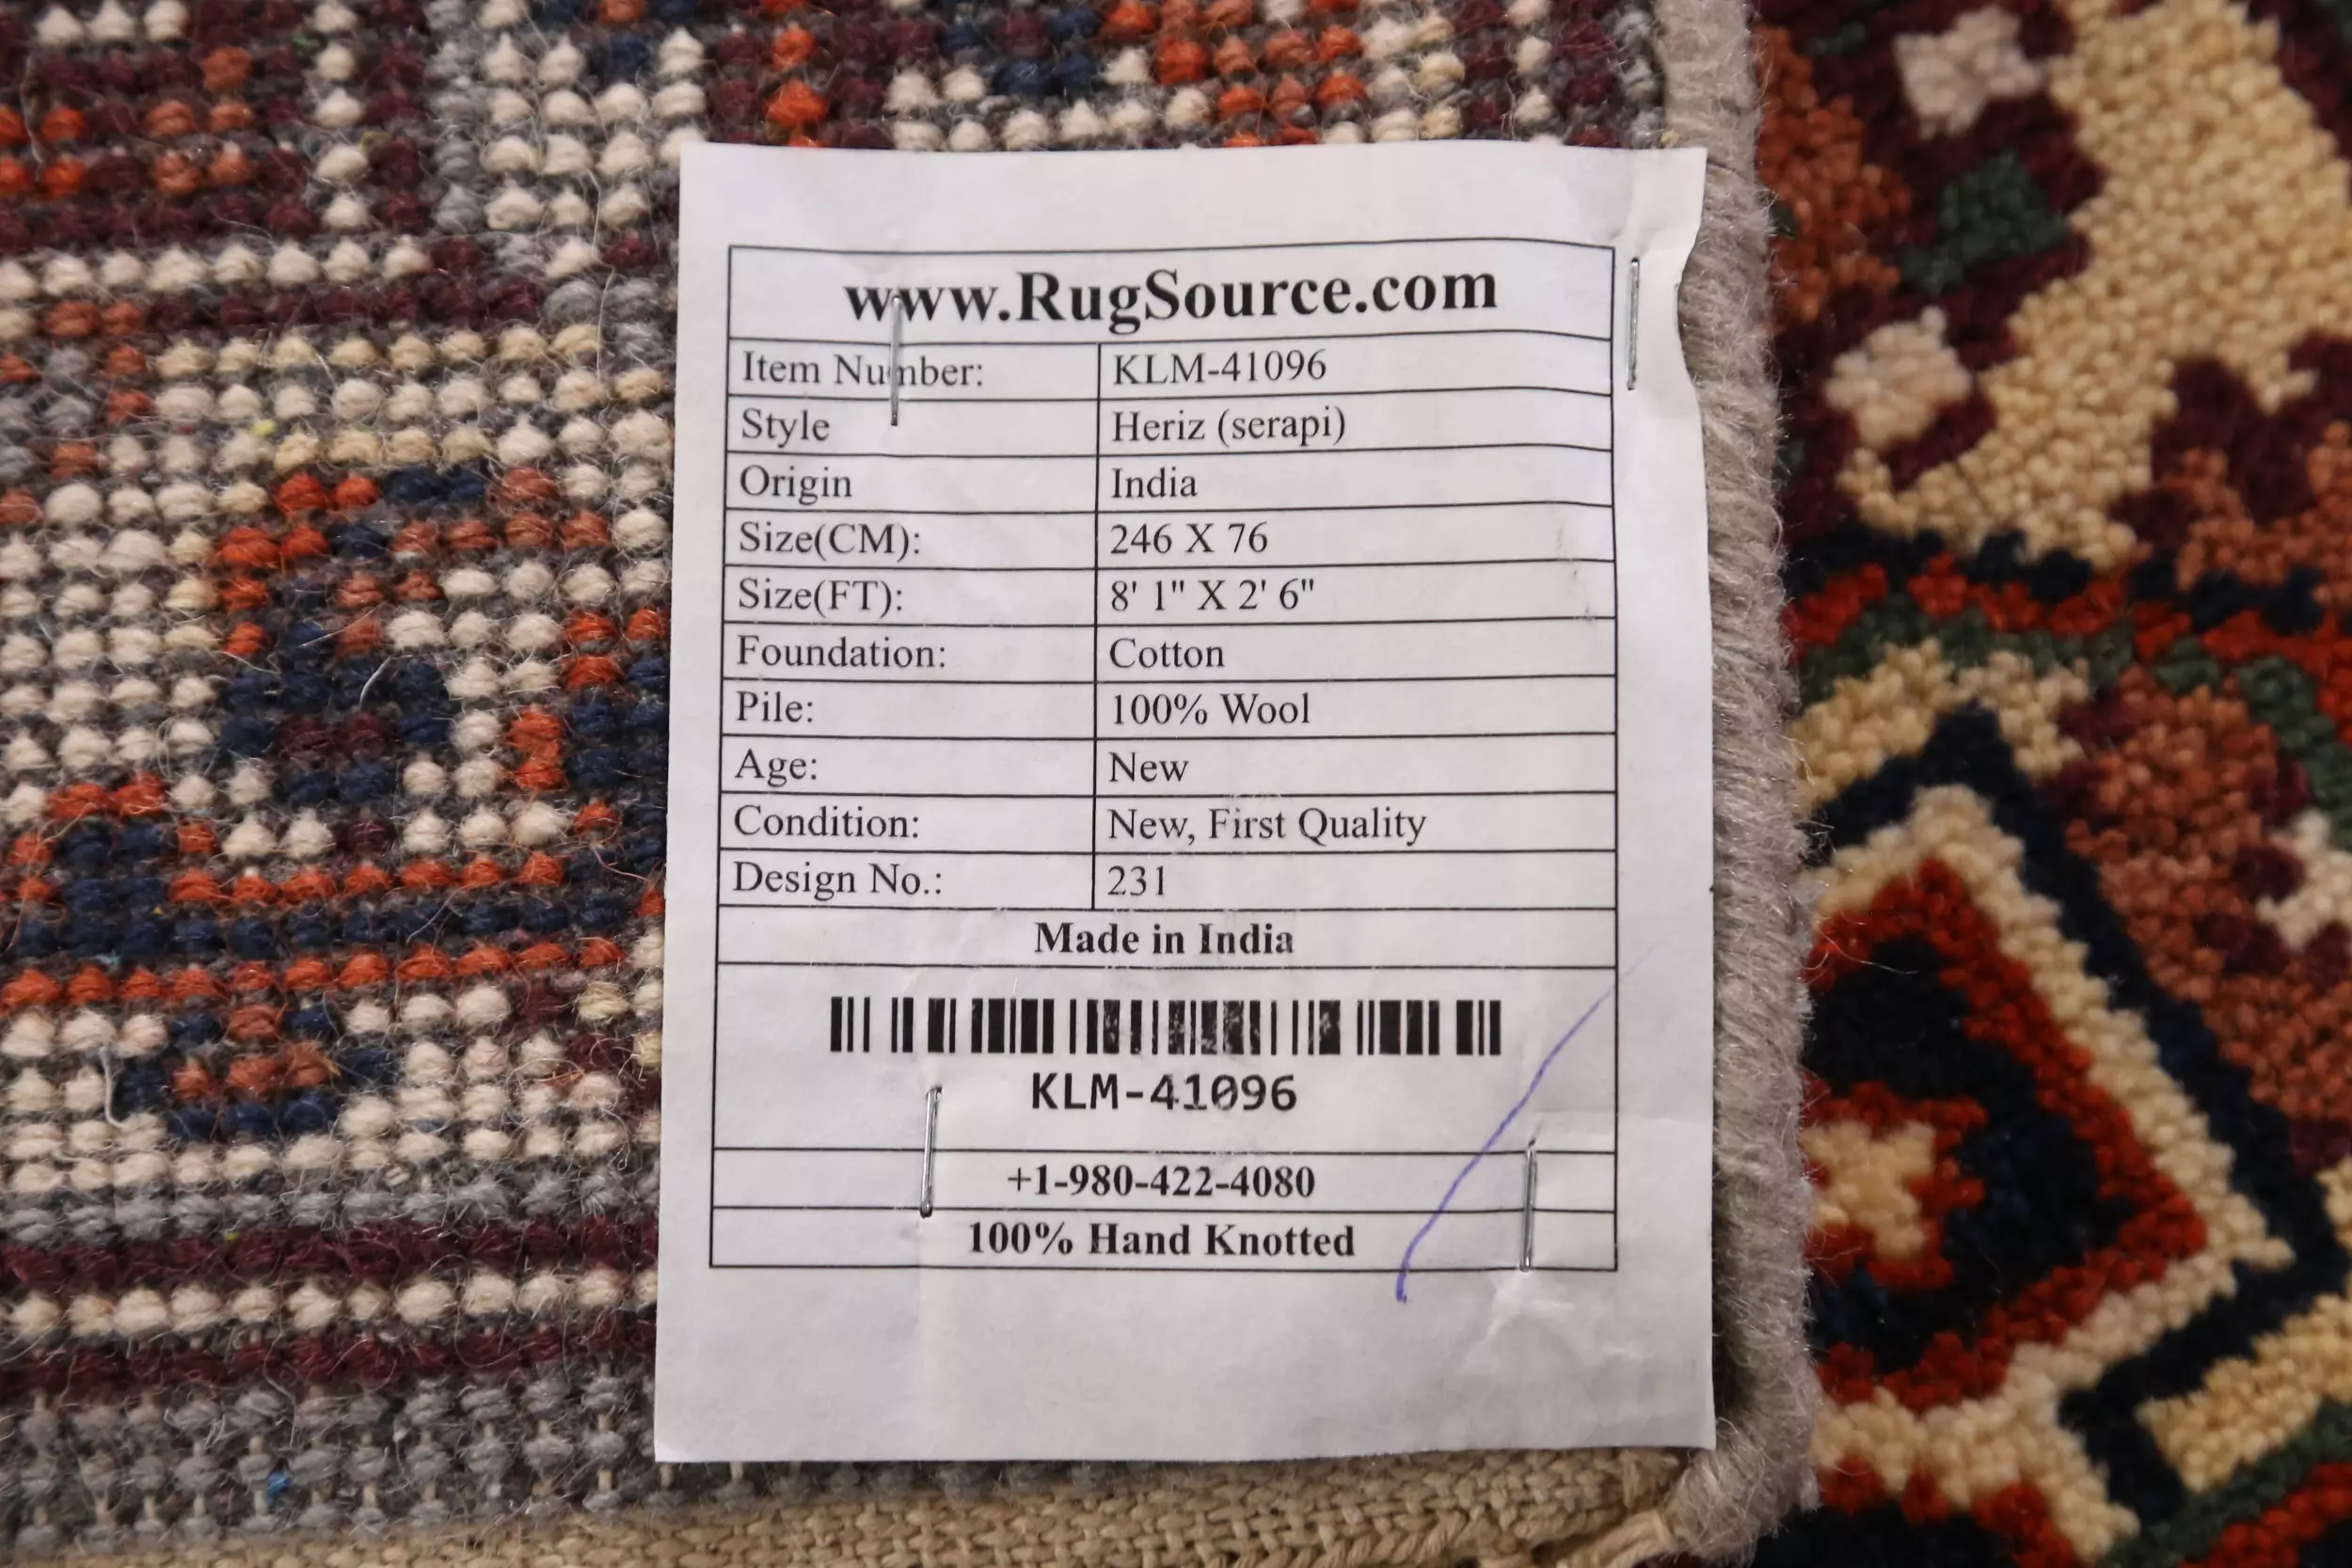 www.RugSource.com
Item Number: KLM-41096
Style Heriz (serapi)
Origin India
Size(CM): 246 X 76
Size(FT): 8' 1" X 2' 6"
Foundation: Cotton
Pile: 100% Wool
Age: New
Condition: New, First Quality
Design No.: 231
Made in India
KLM-41096
+1-980-422-4080
100% Hand Knotted